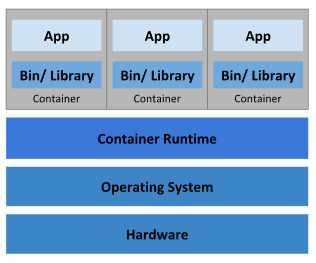 App App App
Bin/ Library Bin/ Library Bin/ Library
Container Container Container
Container Runtime
Operating System
Hardware